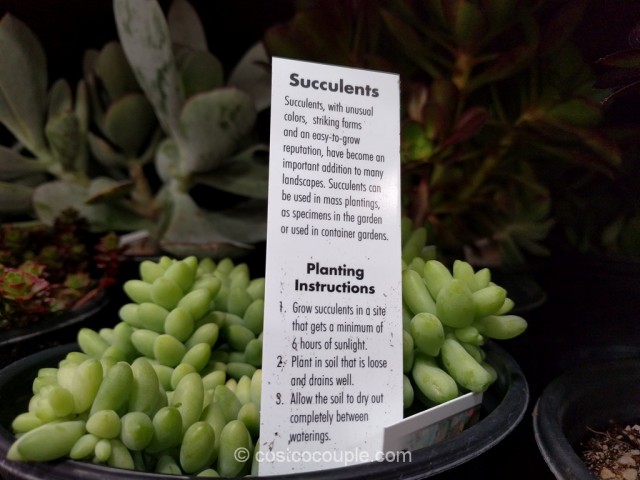 Succulents
Succulents, with unusual
colors, striking forms
and an easy-to-grow
reputation, have become an
important addition to many
landscapes. Succulents can
be used in mass plantings,
as specimens in the garden
or used in container gardens.
Planting
Instructions
1. Grow succulents in a site
that gets a minimum of
6 hours of sunlight.
2. Plant in soil that is loose
and drains well.
3. Allow the soil to dry out
completely between
waterings.
© costcocouple.com